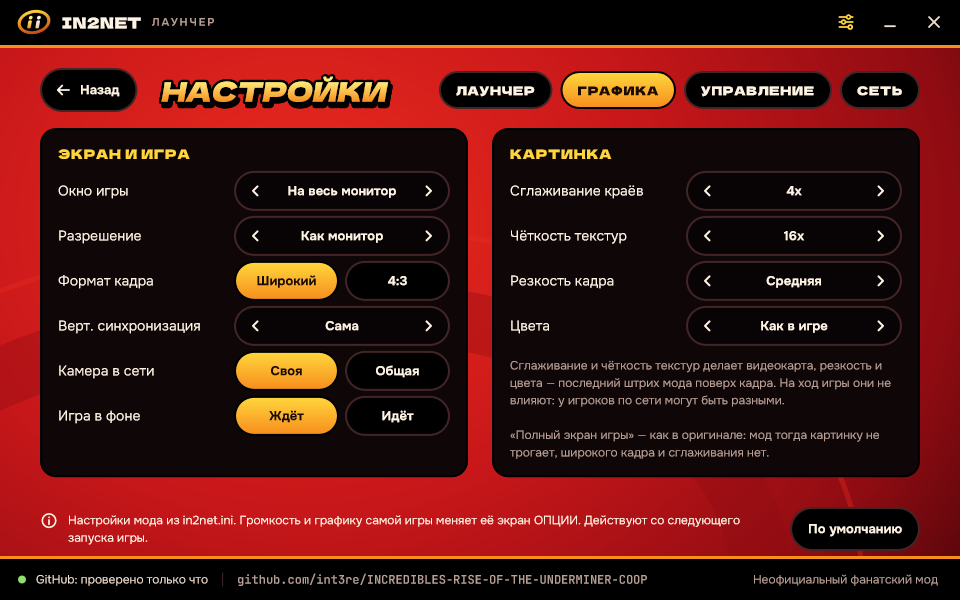 IN2NET ЛАУНЧЕР
Назад
НАСТРОЙКИ
ЛАУНЧЕР
ГРАФИКА
УПРАВЛЕНИЕ
СЕТЬ
ЭКРАН И ИГРА
Окно игры
На весь монитор
Разрешение
Как монитор
Формат кадра
Широкий
4:3
Верт. синхронизация
Сама
Камера в сети
Своя
Общая
Игра в фоне
Ждёт
Идёт
КАРТИНКА
Сглаживание краёв
4x
Чёткость текстур
16x
Резкость кадра
Средняя
Цвета
Как в игре
Сглаживание и чёткость текстур делает видеокарта, резкость и
цвета — последний штрих мода поверх кадра. На ход игры они не
влияют: у игроков по сети могут быть разными.
«Полный экран игры» — как в оригинале: мод тогда картинку не
трогает, широкого кадра и сглаживания нет.
Настройки мода из in2net.ini. Громкость и графику самой игры меняет её экран ОПЦИИ. Действуют со следующего
запуска игры.
По умолчанию
GitHub: проверено только что
github.com/int3re/INCREDIBLES-RISE-OF-THE-UNDERMINER-COOP
Неофициальный фанатский мод